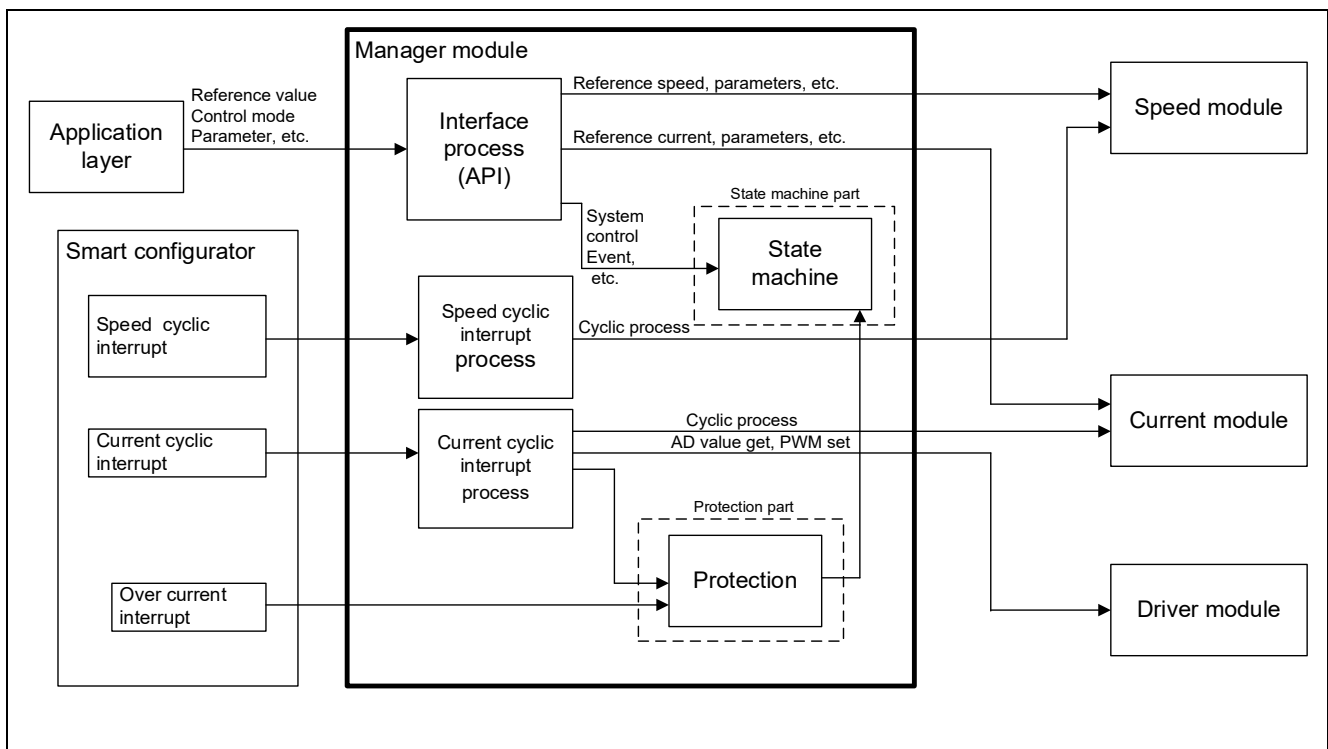 Manager module
Application
layer
Reference value
Control mode
Parameter, etc.
Interface
process
(API)
Reference speed, parameters, etc.
Reference current, parameters, etc.
Speed module
System
control
Event,
etc.
State machine part
State
machine
Smart configurator
Speed cyclic
interrupt
Speed cyclic
interrupt
process
Cyclic process
Current cyclic
interrupt
Current cyclic
interrupt
process
Cyclic process
AD value get, PWM set
Current module
Protection part
Protection
Over current
interrupt
Driver module